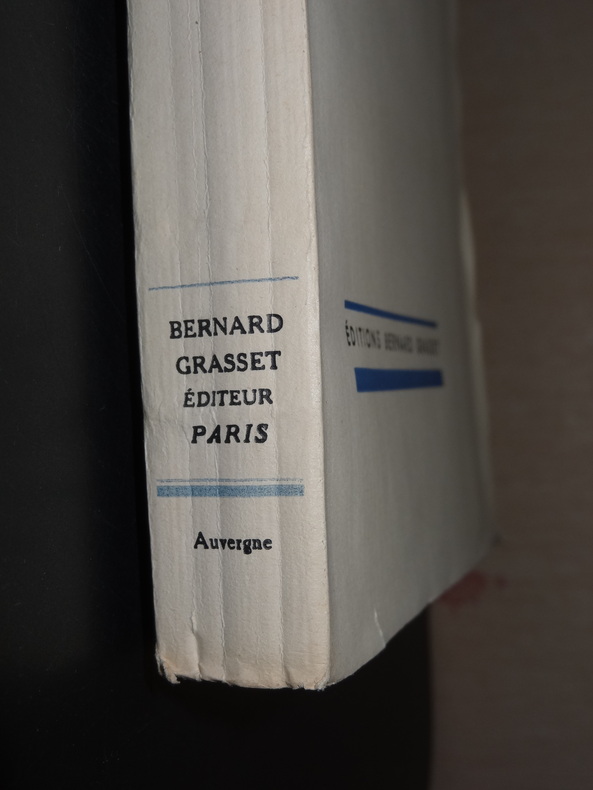 BERNARD
GRASSET
ÉDITEUR
PARIS
Auvergne
ÉDITIONS BERNARD GRASSET